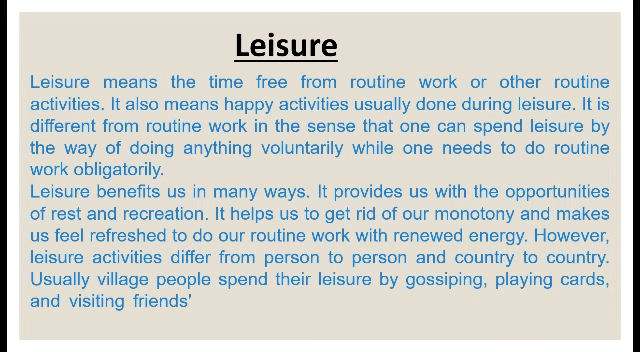 Leisure
Leisure means the time free from routine work or other routine
activities. It also means happy activities usually done during leisure. It is
different from routine work in the sense that one can spend leisure by
the way of doing anything voluntarily while one needs to do routine
work obligatorily.
Leisure benefits us in many ways. It provides us with the opportunities
of rest and recreation. It helps us to get rid of our monotony and makes
us feel refreshed to do our routine work with renewed energy. However,
leisure activities differ from person to person and country to country.
Usually village people spend their leisure by gossiping, playing cards,
and visiting friends'